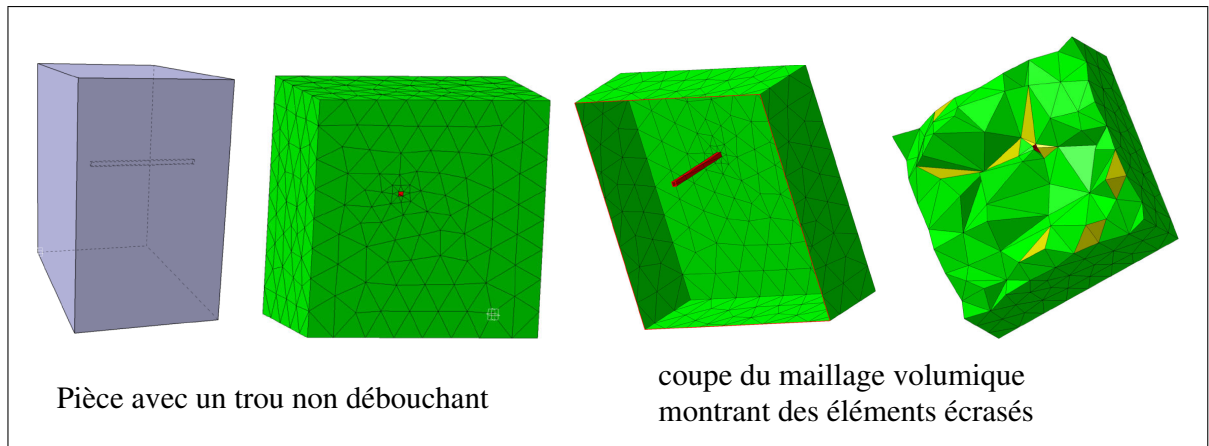 Pièce avec un trou non débouchant
coupe du maillage volumique
montrant des éléments écrasés